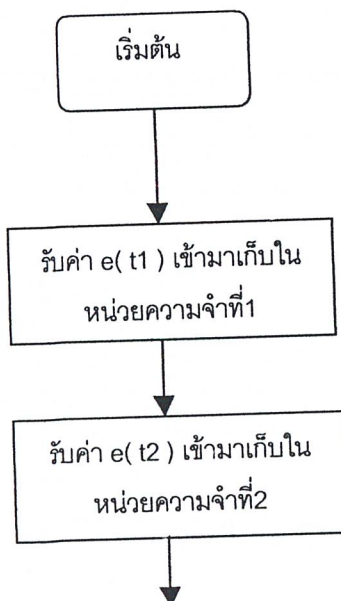 เริ่มต้น
รับค่า e( t1 ) เข้ามาเก็บใน
หน่วยความจำที่1
รับค่า e( t2 ) เข้ามาเก็บใน
หน่วยความจำที่2